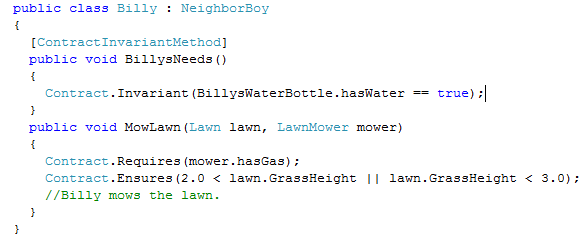 public class Billy : NeighborBoy
{
[ContractInvariantMethod]
public void BillysNeeds()
{
Contract.Invariant(BillysWaterBottle.hasWater == true);
}
public void MowLawn(Lawn lawn, LawnMower mower)
{
Contract.Requires(mower.hasGas);
Contract.Ensures(2.0 < lawn.GrassHeight || lawn.GrassHeight < 3.0);
//Billy mows the lawn.
}
}